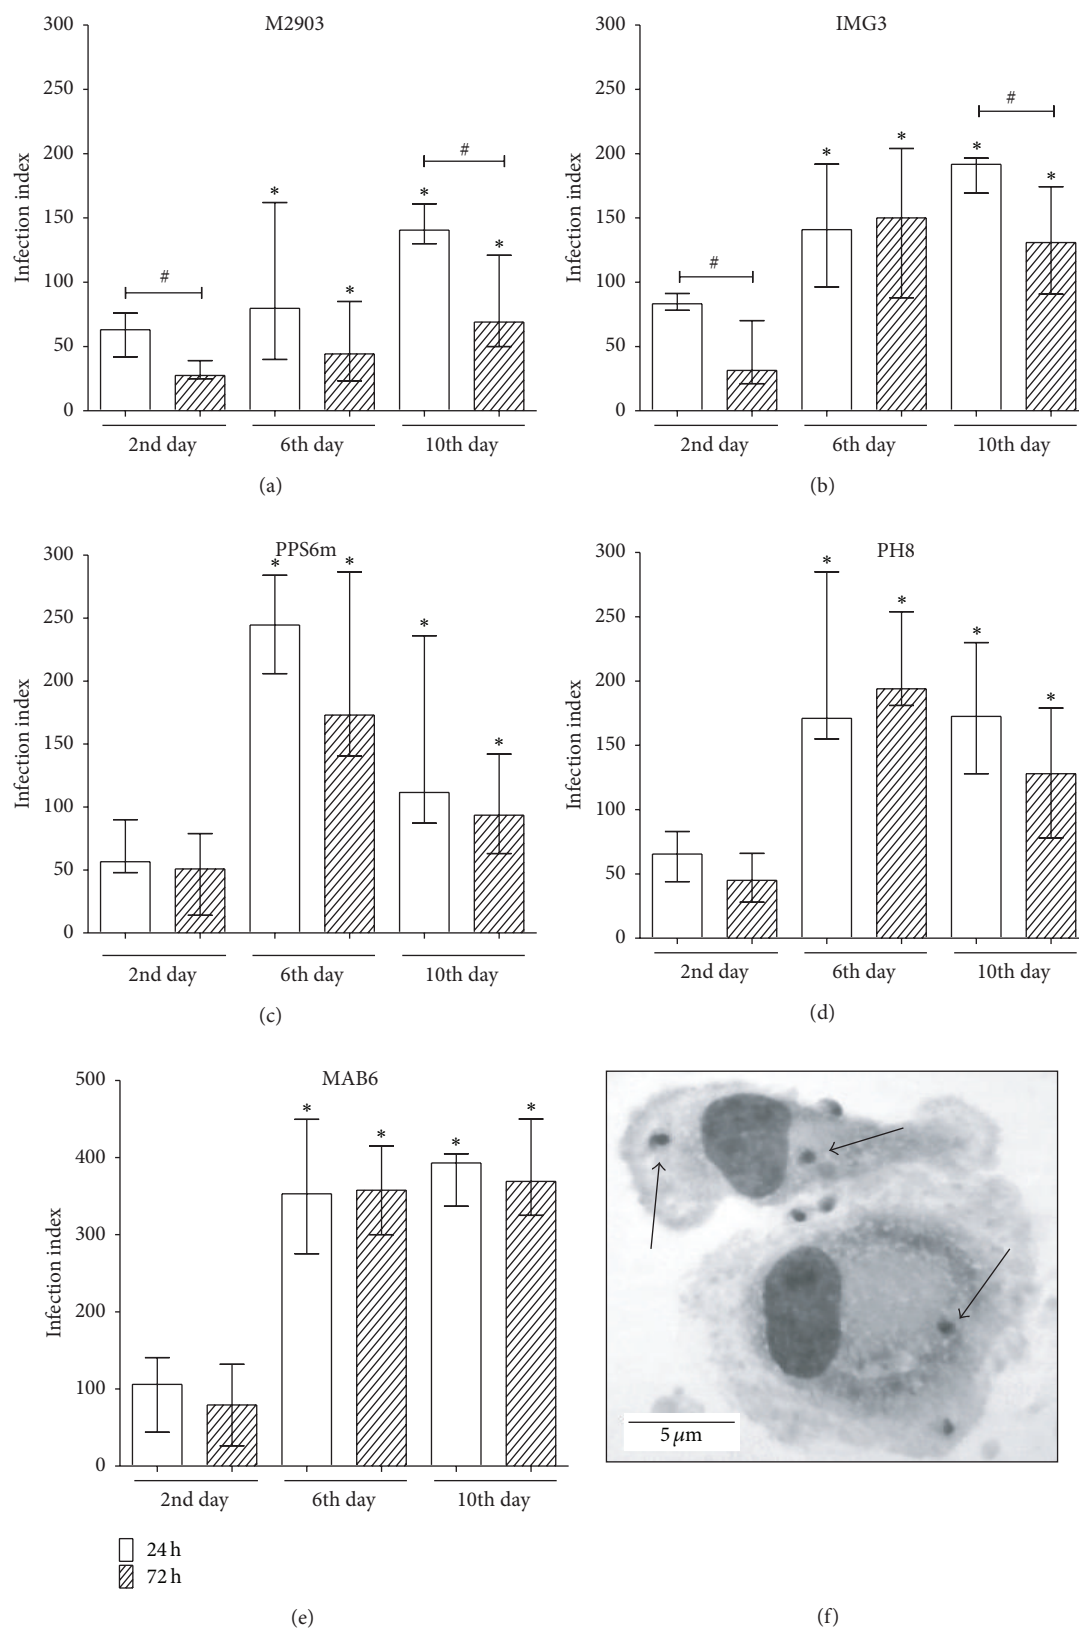 M2903
300
250
200
150
100
50
0
Infection index
#
*
*
*
*
#
2nd day
6th day
10th day
(a)
IMG3
300
250
200
150
100
50
0
Infection index
#
*
*
*
*
#
2nd day
6th day
10th day
(b)
PPS6m
300
250
200
150
100
50
0
Infection index
*
*
*
*
2nd day
6th day
10th day
(c)
PH8
300
250
200
150
100
50
0
Infection index
*
*
*
*
2nd day
6th day
10th day
(d)
MAB6
500
400
300
200
100
0
Infection index
*
*
*
*
2nd day
6th day
10th day
24 h
72 h
(e)
5 μm
(f)